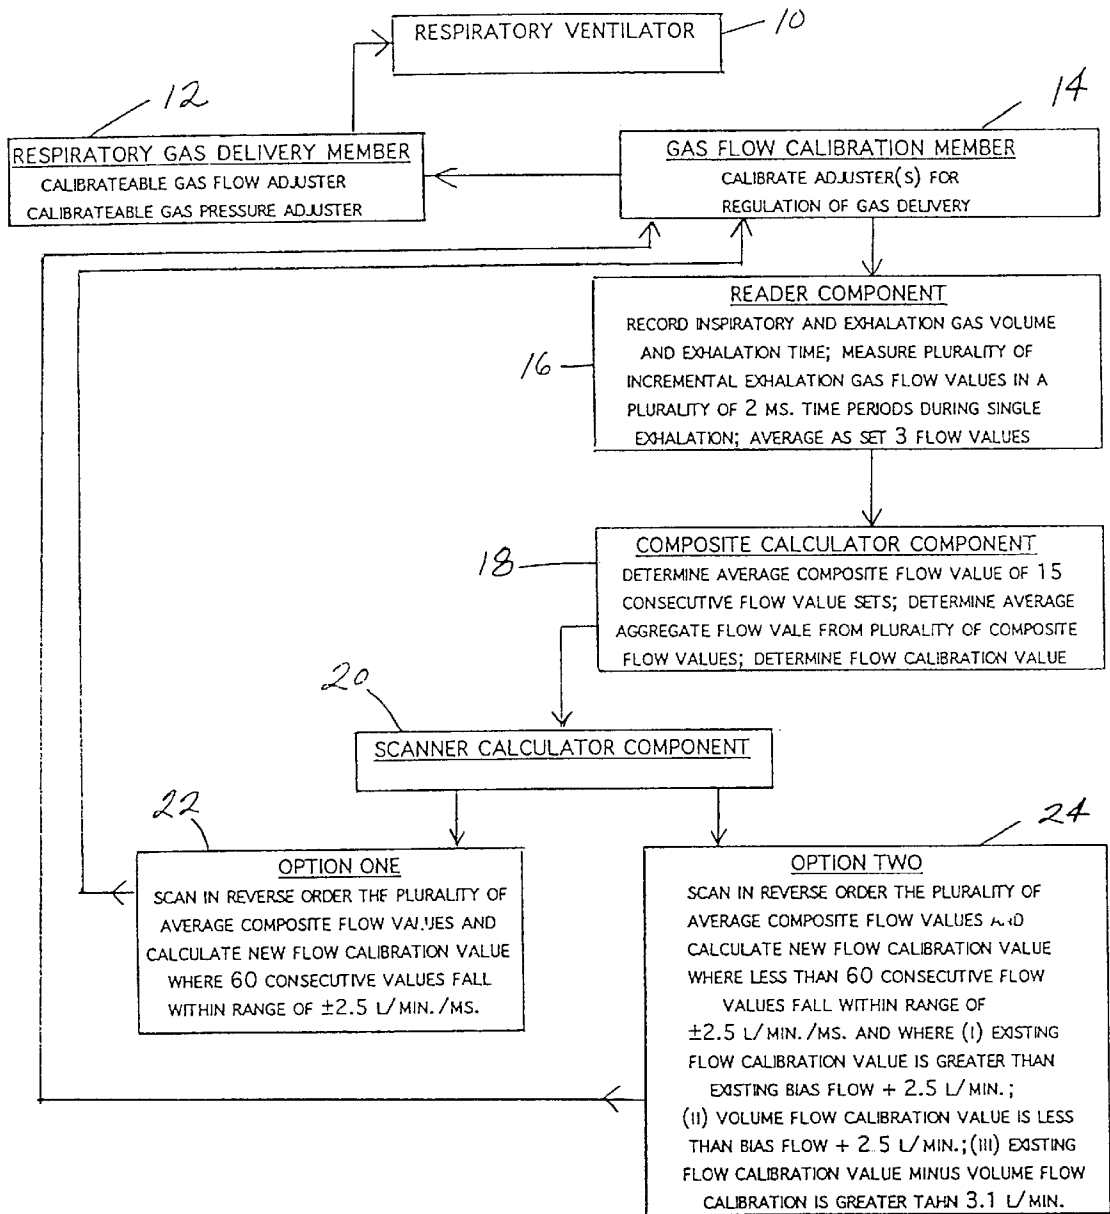 RESPIRATORY VENTILATOR
10
12
14
RESPIRATORY GAS DELIVERY MEMBER
CALIBRATEABLE GAS FLOW ADJUSTER
CALIBRATEABLE GAS PRESSURE ADJUSTER
GAS FLOW CALIBRATION MEMBER
CALIBRATE ADJUSTER(S) FOR
REGULATION OF GAS DELIVERY
16
READER COMPONENT
RECORD INSPIRATORY AND EXHALATION GAS VOLUME
AND EXHALATION TIME; MEASURE PLURALITY OF
INCREMENTAL EXHALATION GAS FLOW VALUES IN A
PLURALITY OF 2 MS. TIME PERIODS DURING SINGLE
EXHALATION; AVERAGE AS SET 3 FLOW VALUES
18
COMPOSITE CALCULATOR COMPONENT
DETERMINE AVERAGE COMPOSITE FLOW VALUE OF 15
CONSECUTIVE FLOW VALUE SETS; DETERMINE AVERAGE
AGGREGATE FLOW VALE FROM PLURALITY OF COMPOSITE
FLOW VALUES; DETERMINE FLOW CALIBRATION VALUE
20
SCANNER CALCULATOR COMPONENT
22
OPTION ONE
SCAN IN REVERSE ORDER THE PLURALITY OF
AVERAGE COMPOSITE FLOW VALUES AND
CALCULATE NEW FLOW CALIBRATION VALUE
WHERE 60 CONSECUTIVE VALUES FALL
WITHIN RANGE OF ±2.5 L/MIN./MS.
24
OPTION TWO
SCAN IN REVERSE ORDER THE PLURALITY OF
AVERAGE COMPOSITE FLOW VALUES AND
CALCULATE NEW FLOW CALIBRATION VALUE
WHERE LESS THAN 60 CONSECUTIVE FLOW
VALUES FALL WITHIN RANGE OF
±2.5 L/MIN./MS. AND WHERE (I) EXISTING
FLOW CALIBRATION VALUE IS GREATER THAN
EXISTING BIAS FLOW + 2.5 L/MIN.;
(II) VOLUME FLOW CALIBRATION VALUE IS LESS
THAN BIAS FLOW + 2.5 L/MIN.;(III) EXISTING
FLOW CALIBRATION VALUE MINUS VOLUME FLOW
CALIBRATION IS GREATER TAHN 3.1 L/MIN.